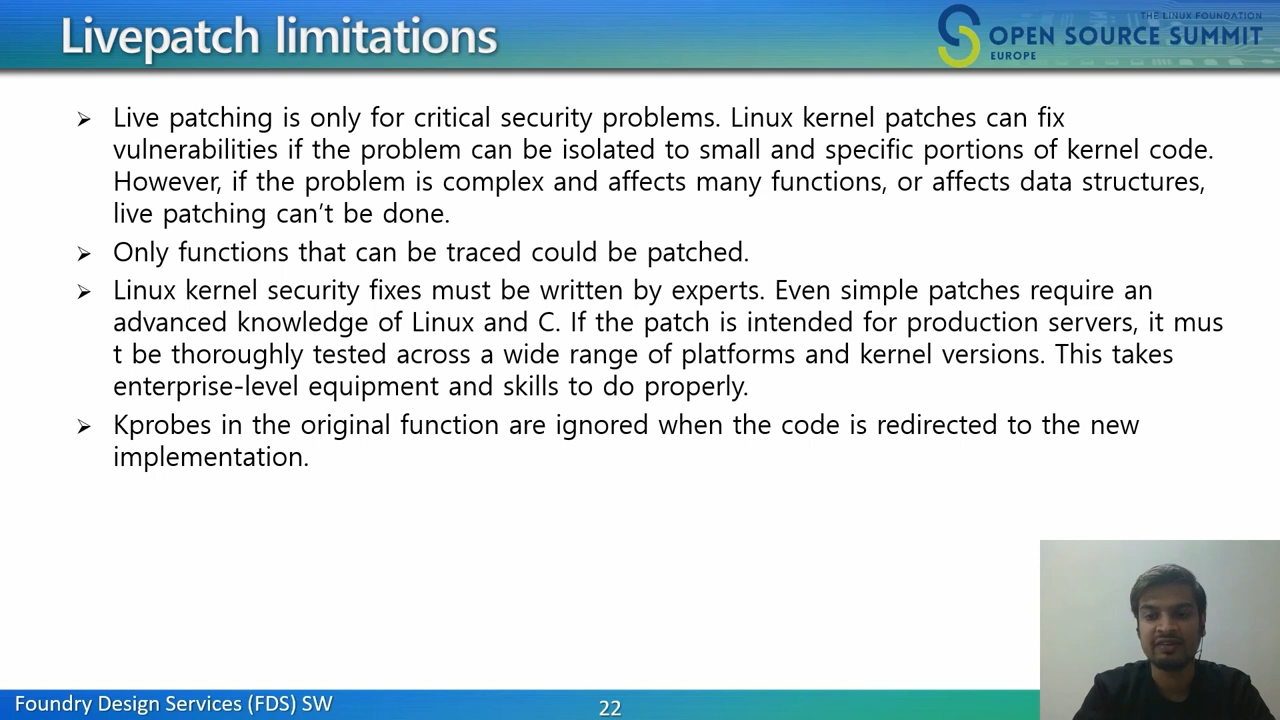 Livepatch limitations
THE LINUX FOUNDATION
OPEN SOURCE SUMMIT
EUROPE
➢ Live patching is only for critical security problems. Linux kernel patches can fix
vulnerabilities if the problem can be isolated to small and specific portions of kernel code.
However, if the problem is complex and affects many functions, or affects data structures,
live patching can’t be done.
➢ Only functions that can be traced could be patched.
➢ Linux kernel security fixes must be written by experts. Even simple patches require an
advanced knowledge of Linux and C. If the patch is intended for production servers, it mus
t be thoroughly tested across a wide range of platforms and kernel versions. This takes
enterprise-level equipment and skills to do properly.
➢ Kprobes in the original function are ignored when the code is redirected to the new
implementation.
Foundry Design Services (FDS) SW
22